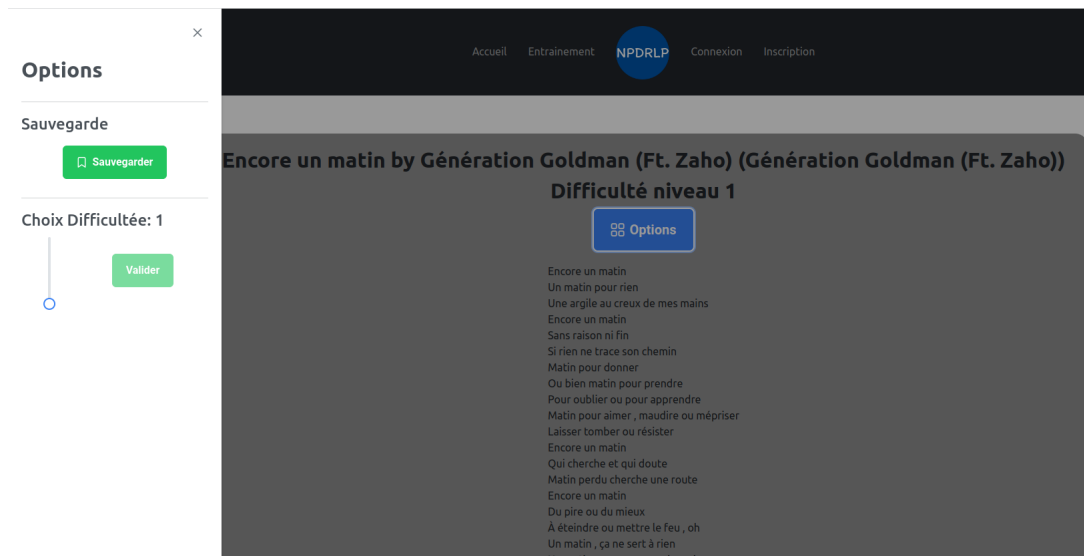 Accueil
Entrainement
NPDRLP
Connexion
Inscription
Options
Sauvegarde
Sauvegarder
Choix Difficultée: 1
Valider
Encore un matin by Génération Goldman (Ft. Zaho) (Génération Goldman (Ft. Zaho))
Difficulté niveau 1
Options
Encore un matin
Un matin pour rien
Une argile au creux de mes mains
Encore un matin
Sans raison ni fin
Si rien ne trace son chemin
Matin pour donner
Ou bien matin pour prendre
Pour oublier ou pour apprendre
Matin pour aimer , maudire ou mépriser
Laisser tomber ou résister
Encore un matin
Qui cherche et qui doute
Matin perdu cherche une route
Encore un matin
Du pire ou du mieux
À éteindre ou mettre le feu , oh
Un matin , ça ne sert à rien